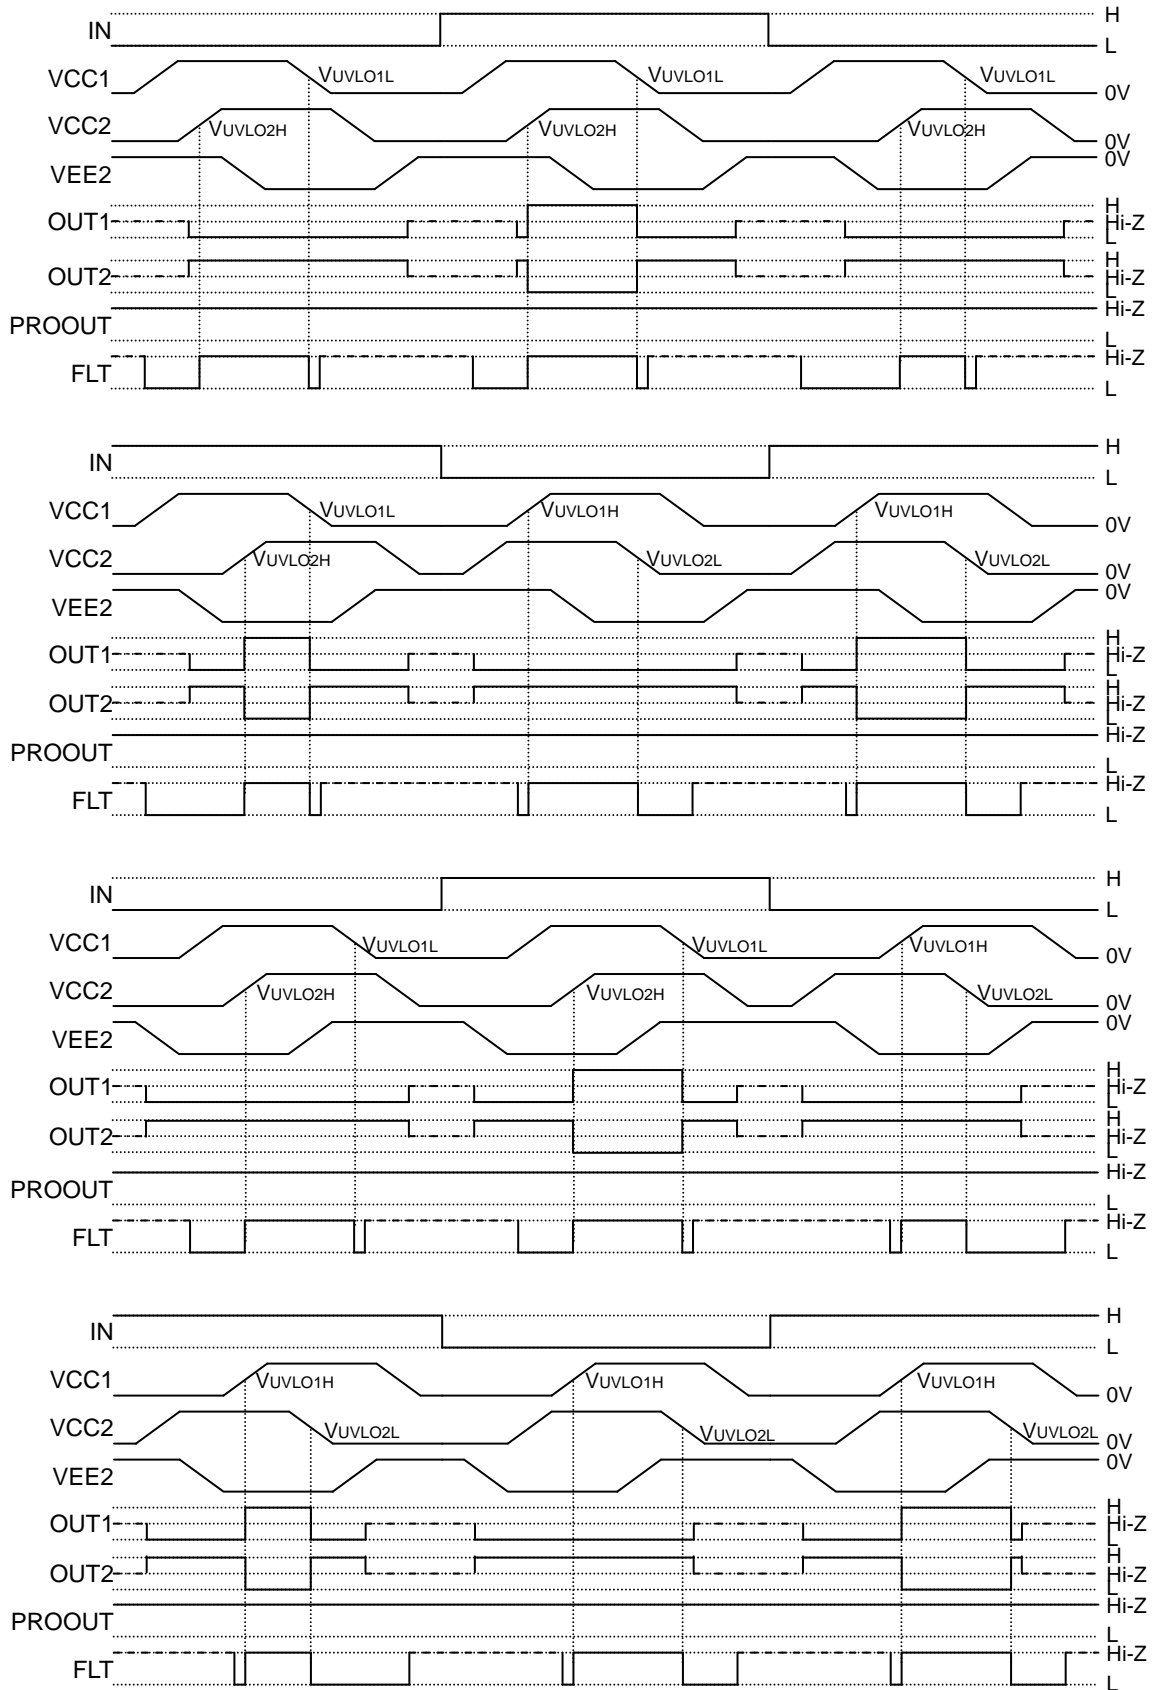 IN H
L
VCC1 VUVLO1L VUVLO1L VUVLO1L 0V
VCC2 VUVLO2H VUVLO2H VUVLO2H 0V
VEE2 0V
OUT1 H
Hi-Z
L
OUT2 H
Hi-Z
L
PROOUT Hi-Z
L
FLT Hi-Z
L
IN H
L
VCC1 VUVLO1L VUVLO1H VUVLO1H 0V
VCC2 VUVLO2H VUVLO2L VUVLO2L 0V
VEE2 0V
OUT1 H
Hi-Z
L
OUT2 H
Hi-Z
L
PROOUT Hi-Z
L
FLT Hi-Z
L
IN H
L
VCC1 VUVLO1L VUVLO1L VUVLO1H 0V
VCC2 VUVLO2H VUVLO2H VUVLO2L 0V
VEE2 0V
OUT1 H
Hi-Z
L
OUT2 H
Hi-Z
L
PROOUT Hi-Z
L
FLT Hi-Z
L
IN H
L
VCC1 VUVLO1H VUVLO1H VUVLO1H 0V
VCC2 VUVLO2L VUVLO2L VUVLO2L 0V
VEE2 0V
OUT1 H
Hi-Z
L
OUT2 H
Hi-Z
L
PROOUT Hi-Z
L
FLT Hi-Z
L